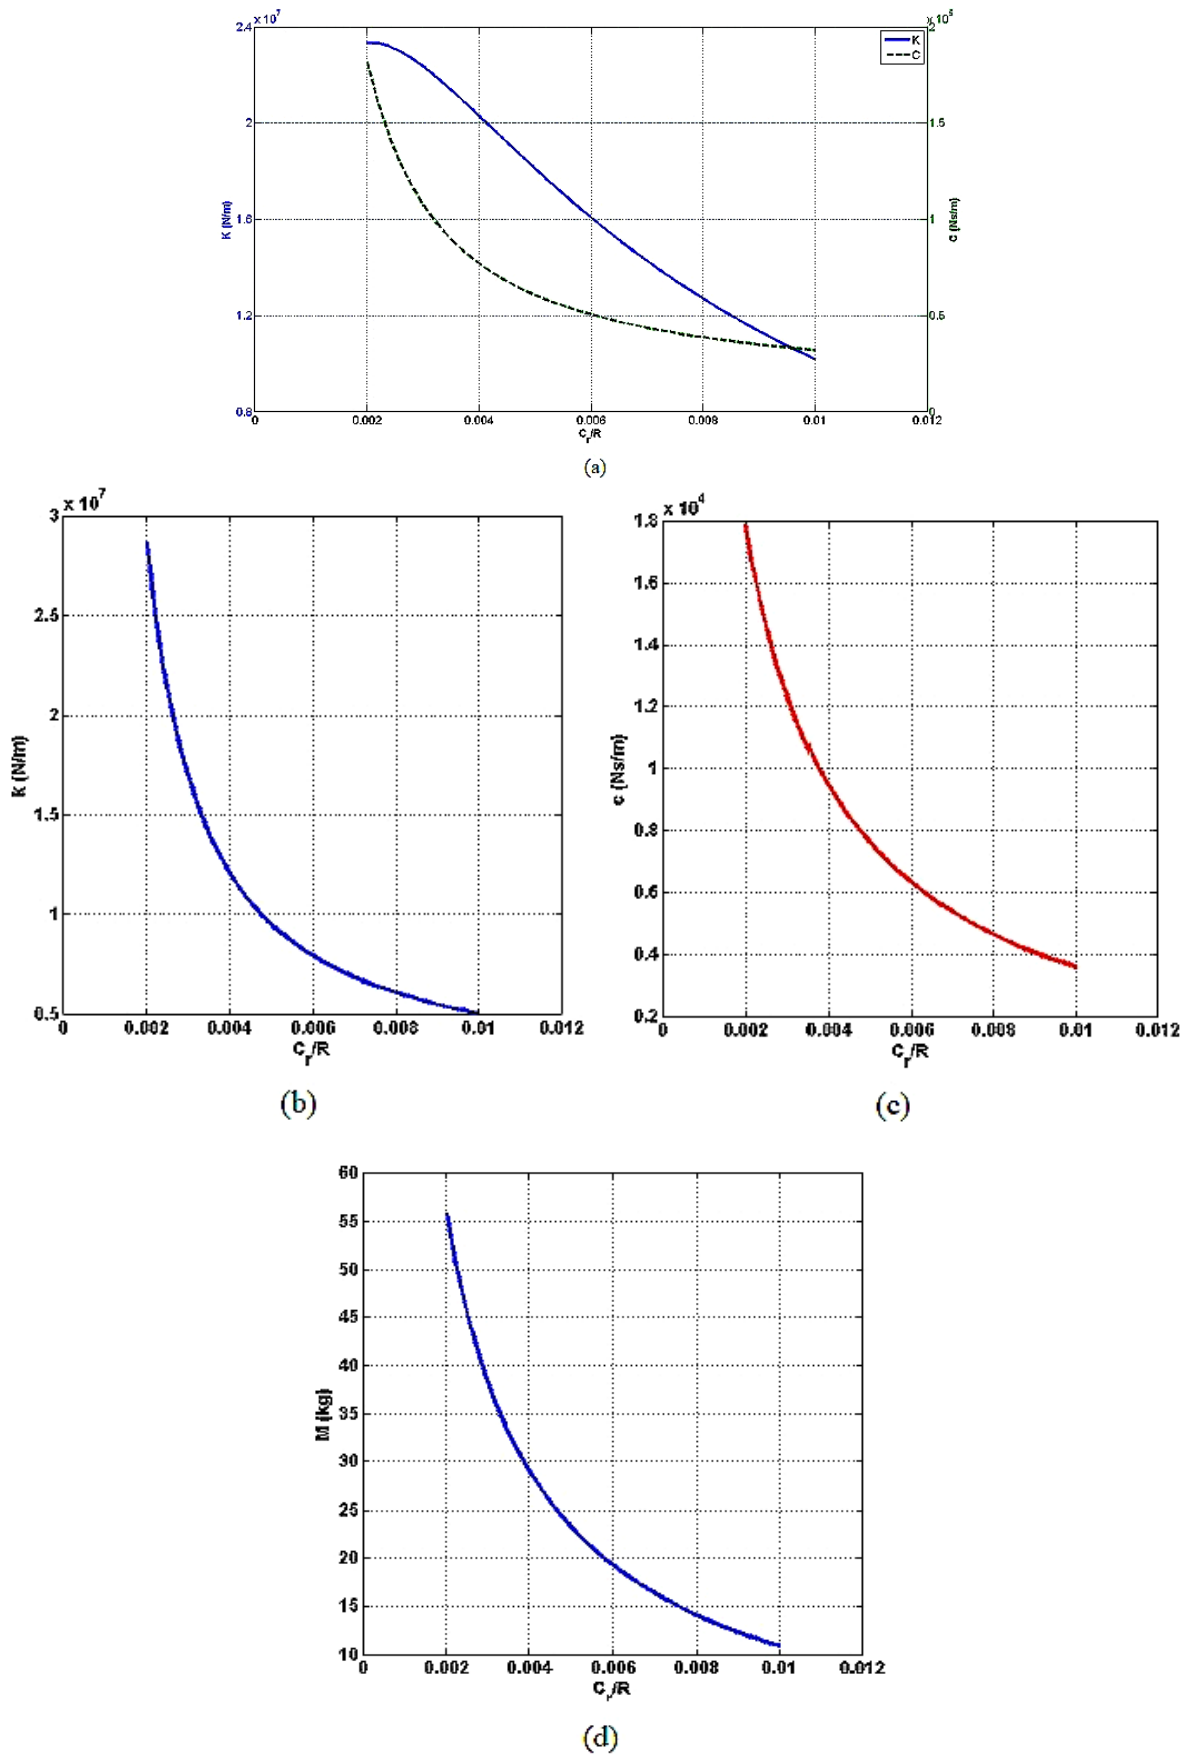 2.4 x 10^7
x 10^5
2
K
C
2
1.5
K (N/m)
1.6
1
C (Ns/m)
1.2
0.5
0.8
0
0 0.002 0.004 0.006 0.008 0.01 0.012
C_r/R
(a)
3 x 10^7
2.5
2
1.5
1
0.5
k (N/m)
0 0.002 0.004 0.006 0.008 0.01 0.012
C_r/R
(b)
x 10^4
1.8
1.6
1.4
1.2
1
0.8
0.6
0.4
0.2
c (Ns/m)
0 0.002 0.004 0.006 0.008 0.01 0.012
C_r/R
(c)
60
55
50
45
40
35
30
25
20
15
10
M (kg)
0 0.002 0.004 0.006 0.008 0.01 0.012
C_r/R
(d)